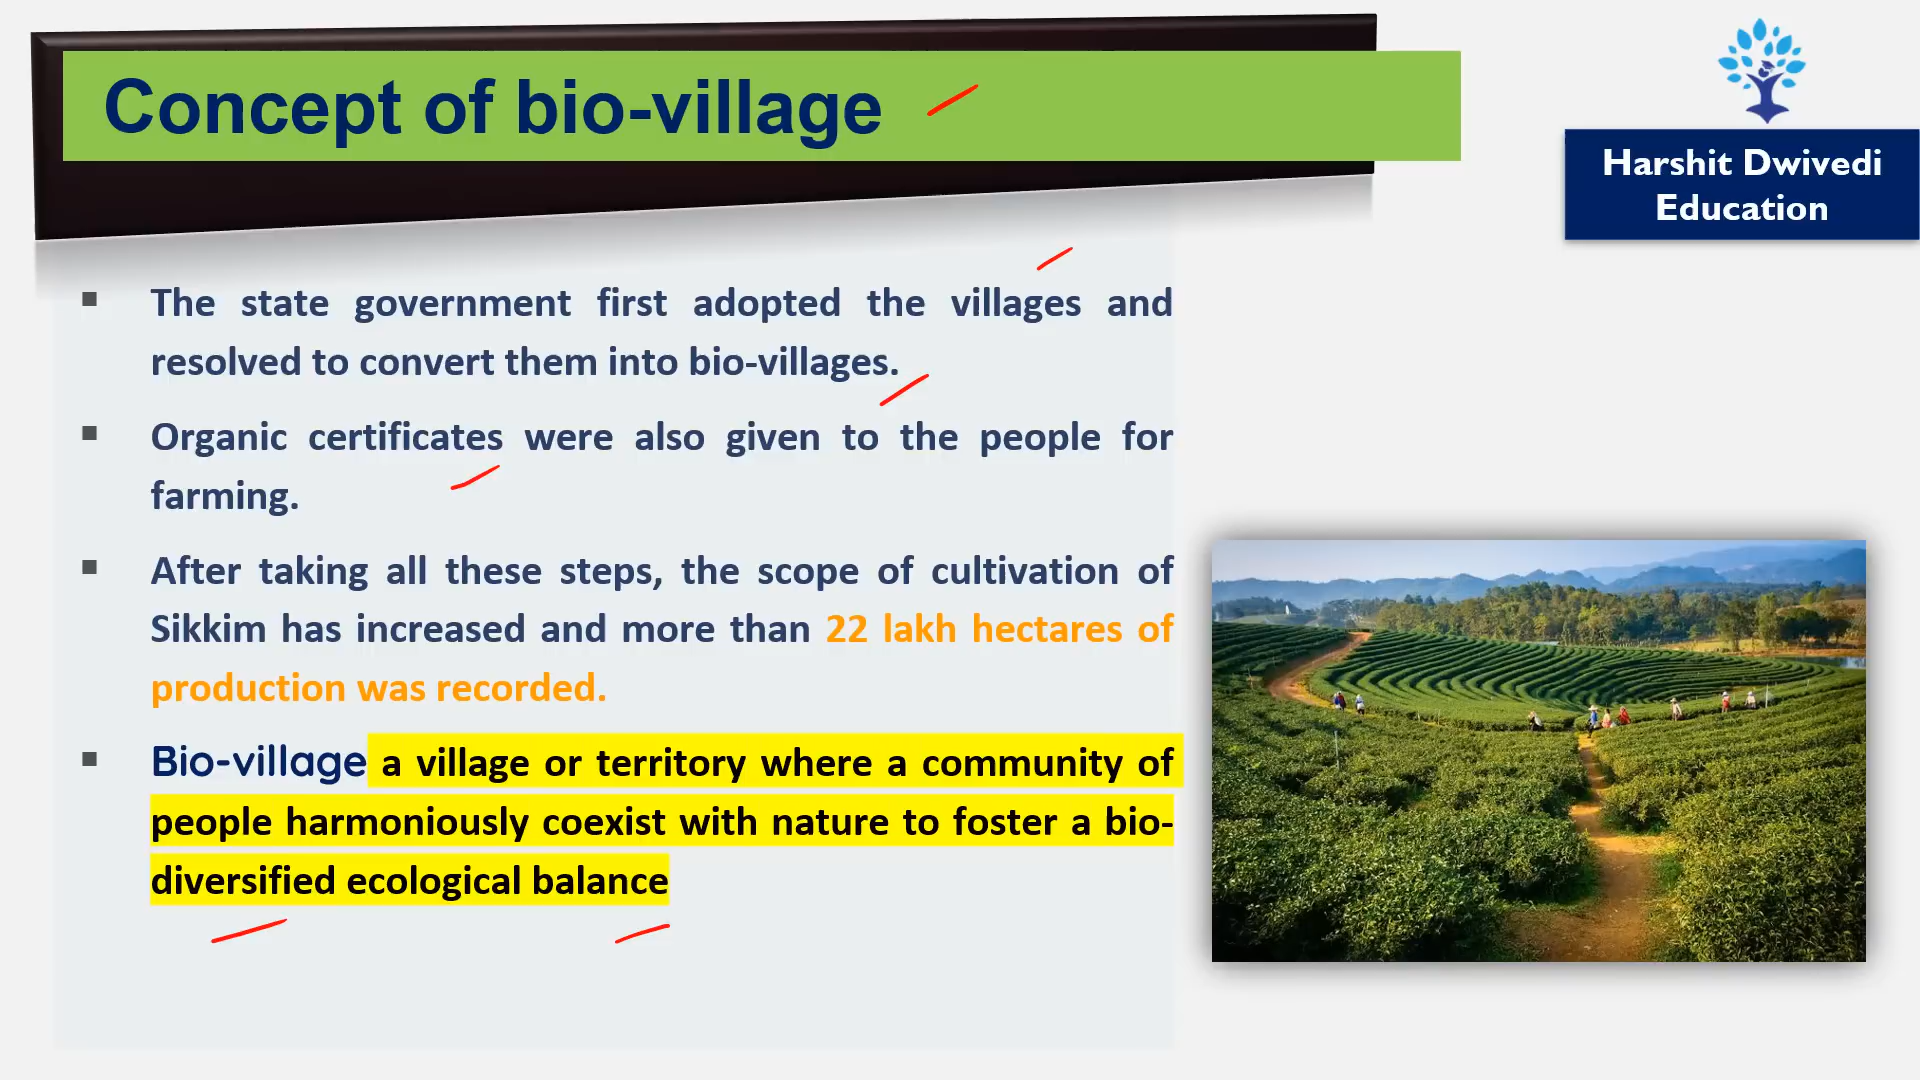 Concept of bio-village
Harshit Dwivedi
Education
The state government first adopted the villages and
resolved to convert them into bio-villages.
Organic certificates were also given to the people for
farming.
After taking all these steps, the scope of cultivation of
Sikkim has increased and more than 22 lakh hectares of
production was recorded.
Bio-village a village or territory where a community of
people harmoniously coexist with nature to foster a bio-
diversified ecological balance